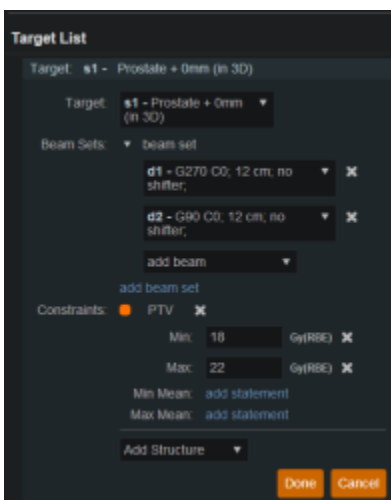 Target List
Target: s1 - Prostate + 0mm (in 3D)
Target: s1 - Prostate + 0mm
(in 3D)
Beam Sets: beam set
d1 - G270 C0; 12 cm; no
shifter;
d2 - G90 C0; 12 cm; no
shifter;
add beam
add beam set
Constraints: PTV
Min: 18 Gy(RBE)
Max: 22 Gy(RBE)
Min Mean: add statement
Max Mean: add statement
Add Structure
Done Cancel